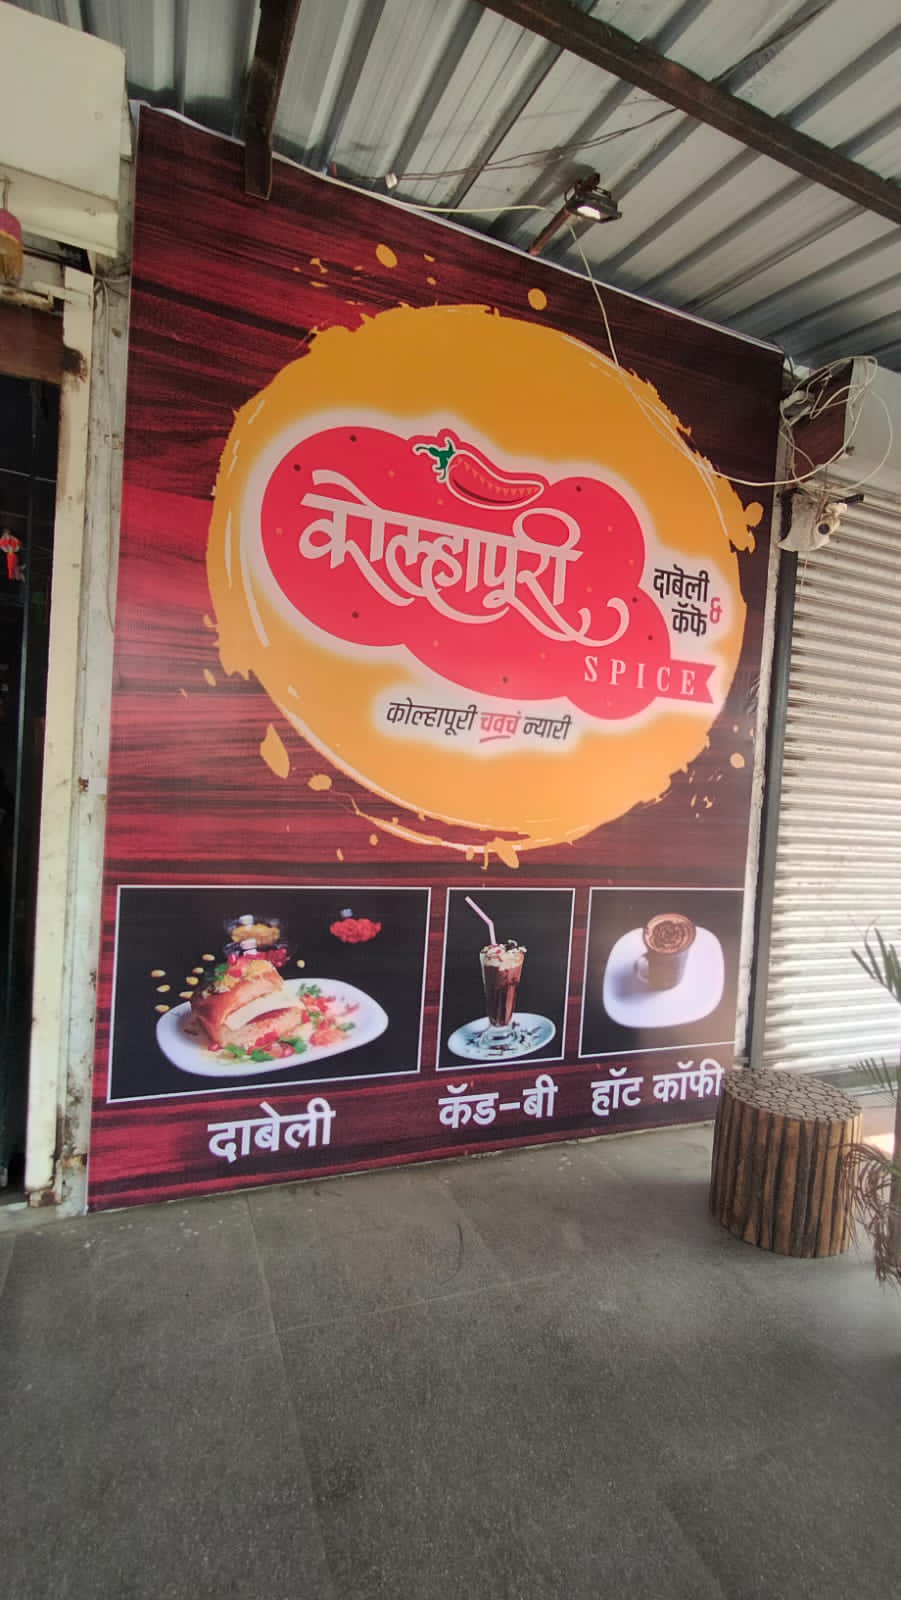 कोल्हापूरी
दाबेली &
कॅफे
SPICE
कोल्हापूरी चवचं न्यारी
दाबेली
कॅड-बी
हॉट कॉफी